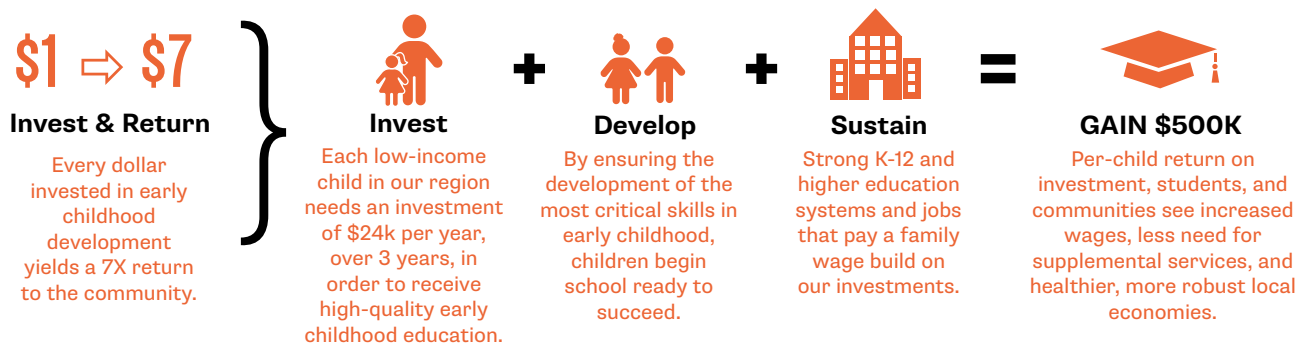 $1 ⇨ $7
Invest & Return
Every dollar
invested in early
childhood
development
yields a 7X return
to the community.
Invest
Each low-income
child in our region
needs an investment
of $24k per year,
over 3 years, in
order to receive
high-quality early
childhood education.
+
Develop
By ensuring the
development of the
most critical skills in
early childhood,
children begin
school ready to
succeed.
+
Sustain
Strong K-12 and
higher education
systems and jobs
that pay a family
wage build on
our investments.
=
GAIN $500K
Per-child return on
investment, students, and
communities see increased
wages, less need for
supplemental services, and
healthier, more robust local
economies.